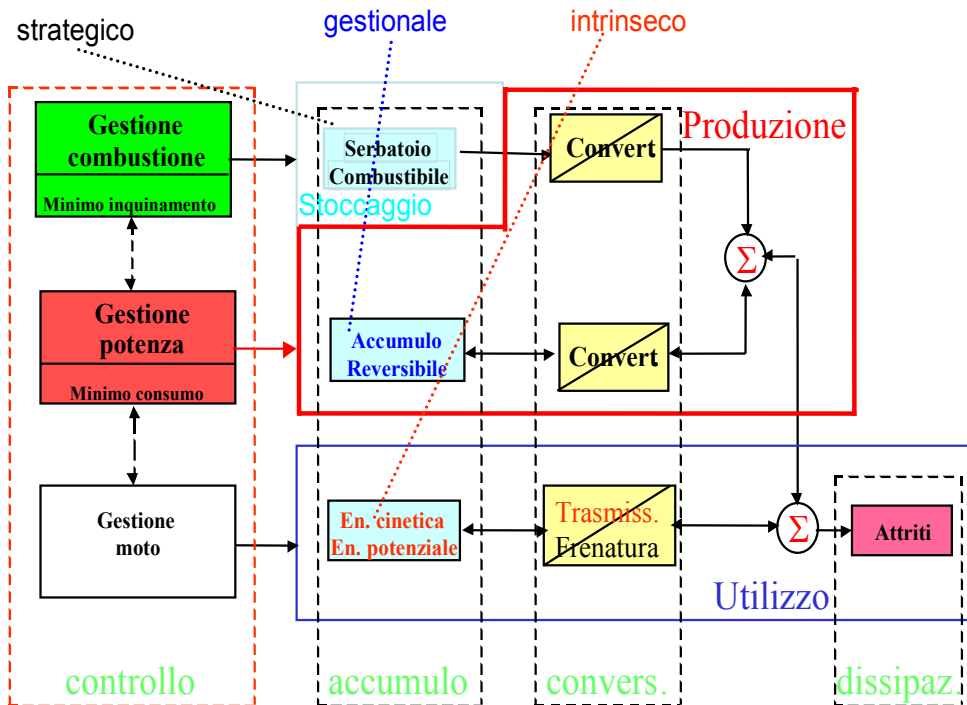 strategico
gestionale
intrinseco
Gestione
combustione
Minimo inquinamento
Serbatoio
Combustibile
Stoccaggio
Convert.
Produzione
Σ
Gestione
potenza
Minimo consumo
Accumulo
Reversibile
Convert.
Gestione
moto
En. cinetica
En. potenziale
Trasmiss.
Frenatura
Σ
Attriti
Utilizzo
controllo
accumulo
convers.
dissipaz.